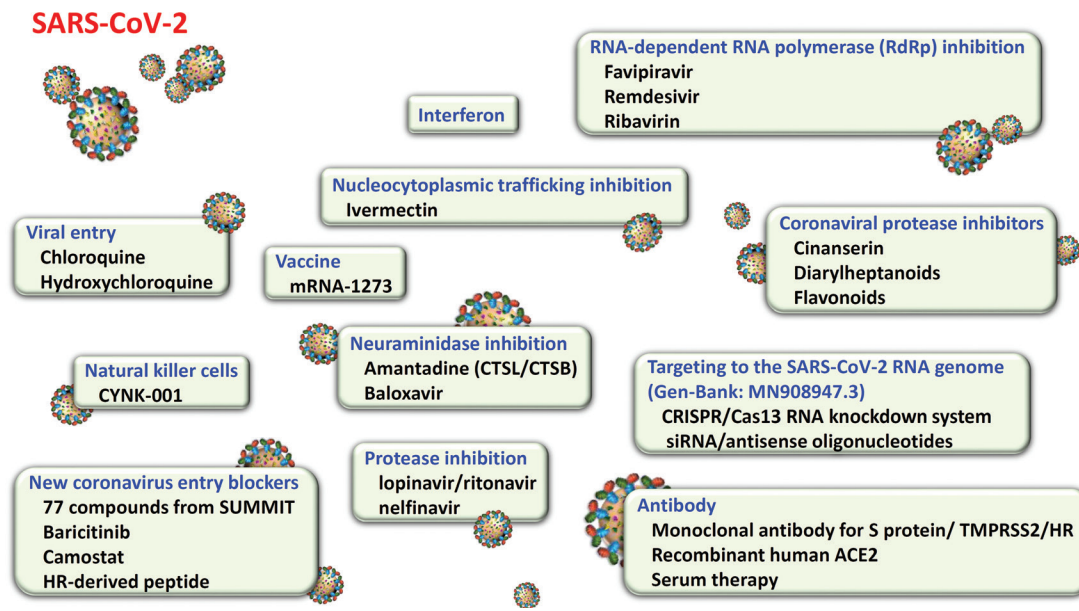 SARS-CoV-2
RNA-dependent RNA polymerase (RdRp) inhibition
Favipiravir
Remdesivir
Ribavirin
Interferon
Nucleocytoplasmic trafficking inhibition
Ivermectin
Viral entry
Chloroquine
Hydroxychloroquine
Vaccine
mRNA-1273
Coronaviral protease inhibitors
Cinanserin
Diarylheptanoids
Flavonoids
Neuraminidase inhibition
Amantadine (CTSL/CTSB)
Baloxavir
Natural killer cells
CYNK-001
Targeting to the SARS-CoV-2 RNA genome
(Gen-Bank: MN908947.3)
CRISPR/Cas13 RNA knockdown system
siRNA/antisense oligonucleotides
Protease inhibition
lopinavir/ritonavir
nelfinavir
New coronavirus entry blockers
77 compounds from SUMMIT
Baricitinib
Camostat
HR-derived peptide
Antibody
Monoclonal antibody for S protein/ TMPRSS2/HR
Recombinant human ACE2
Serum therapy